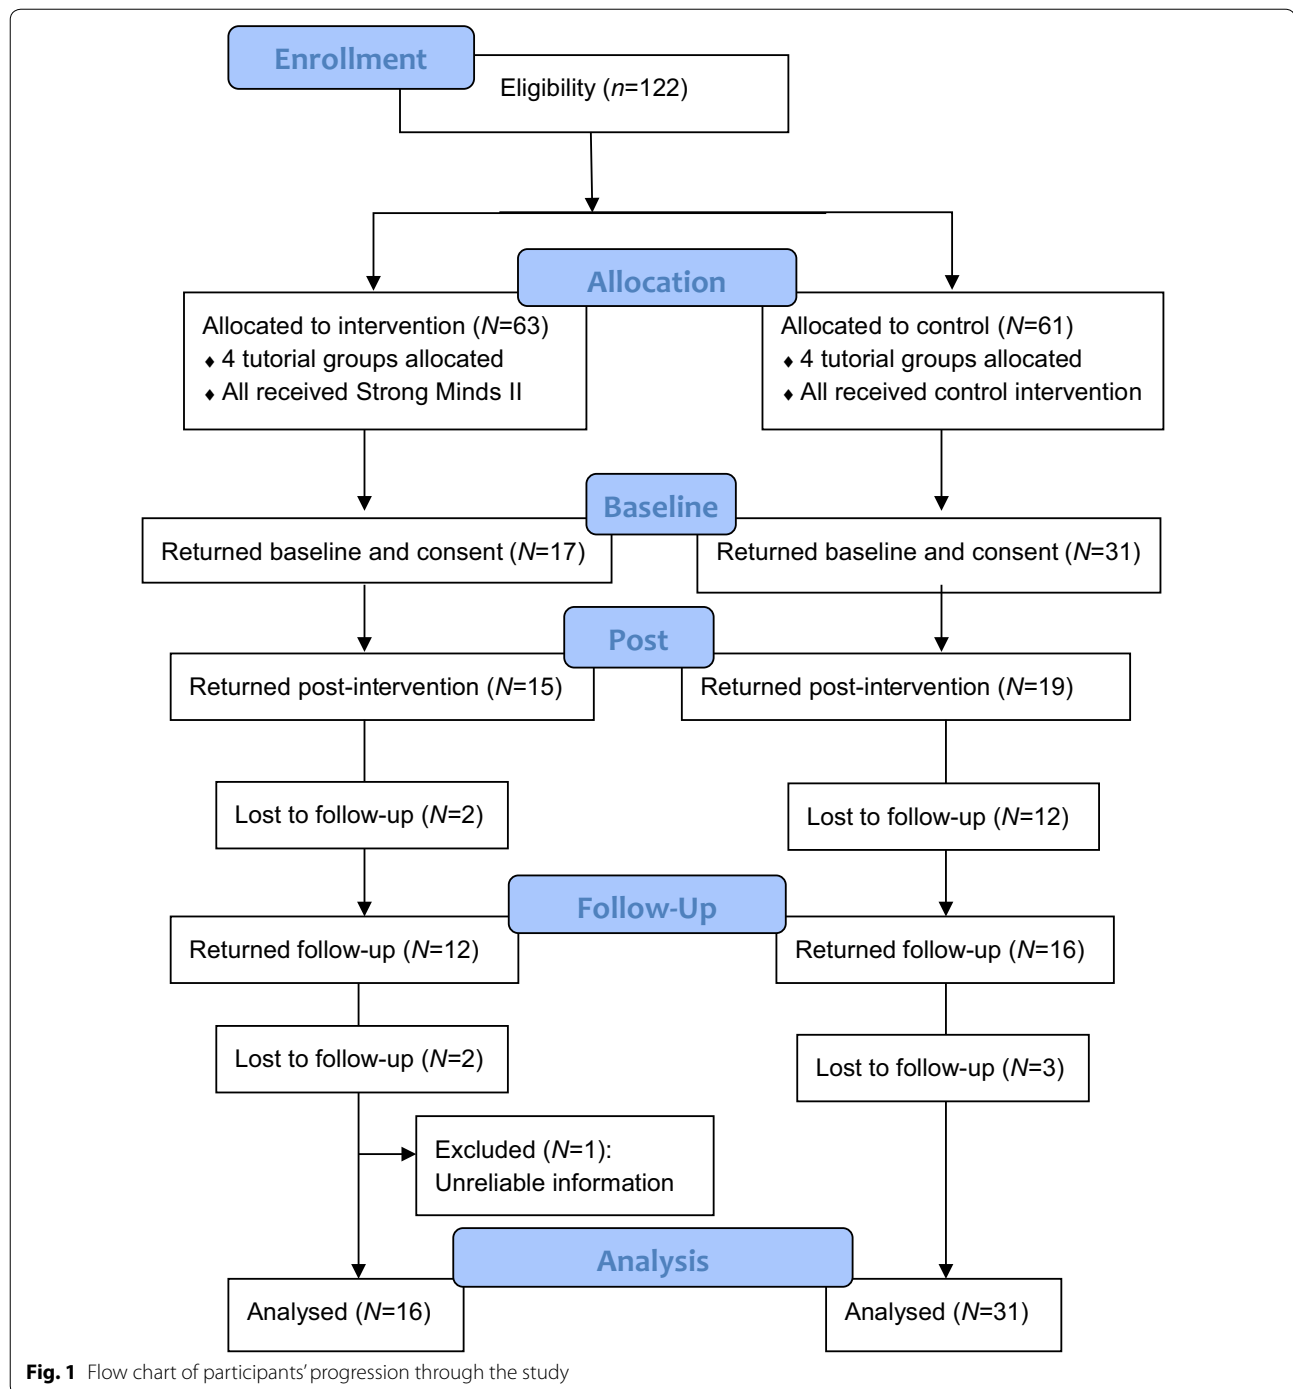 Enrollment
Eligibility (n=122)
Allocation
Allocated to intervention (N=63)
♦ 4 tutorial groups allocated
♦ All received Strong Minds II
Allocated to control (N=61)
♦ 4 tutorial groups allocated
♦ All received control intervention
Baseline
Returned baseline and consent (N=17)
Returned baseline and consent (N=31)
Post
Returned post-intervention (N=15)
Returned post-intervention (N=19)
Lost to follow-up (N=2)
Lost to follow-up (N=12)
Follow-Up
Returned follow-up (N=12)
Returned follow-up (N=16)
Lost to follow-up (N=2)
Lost to follow-up (N=3)
Excluded (N=1):
Unreliable information
Analysis
Analysed (N=16)
Analysed (N=31)
Fig. 1 Flow chart of participants’ progression through the study